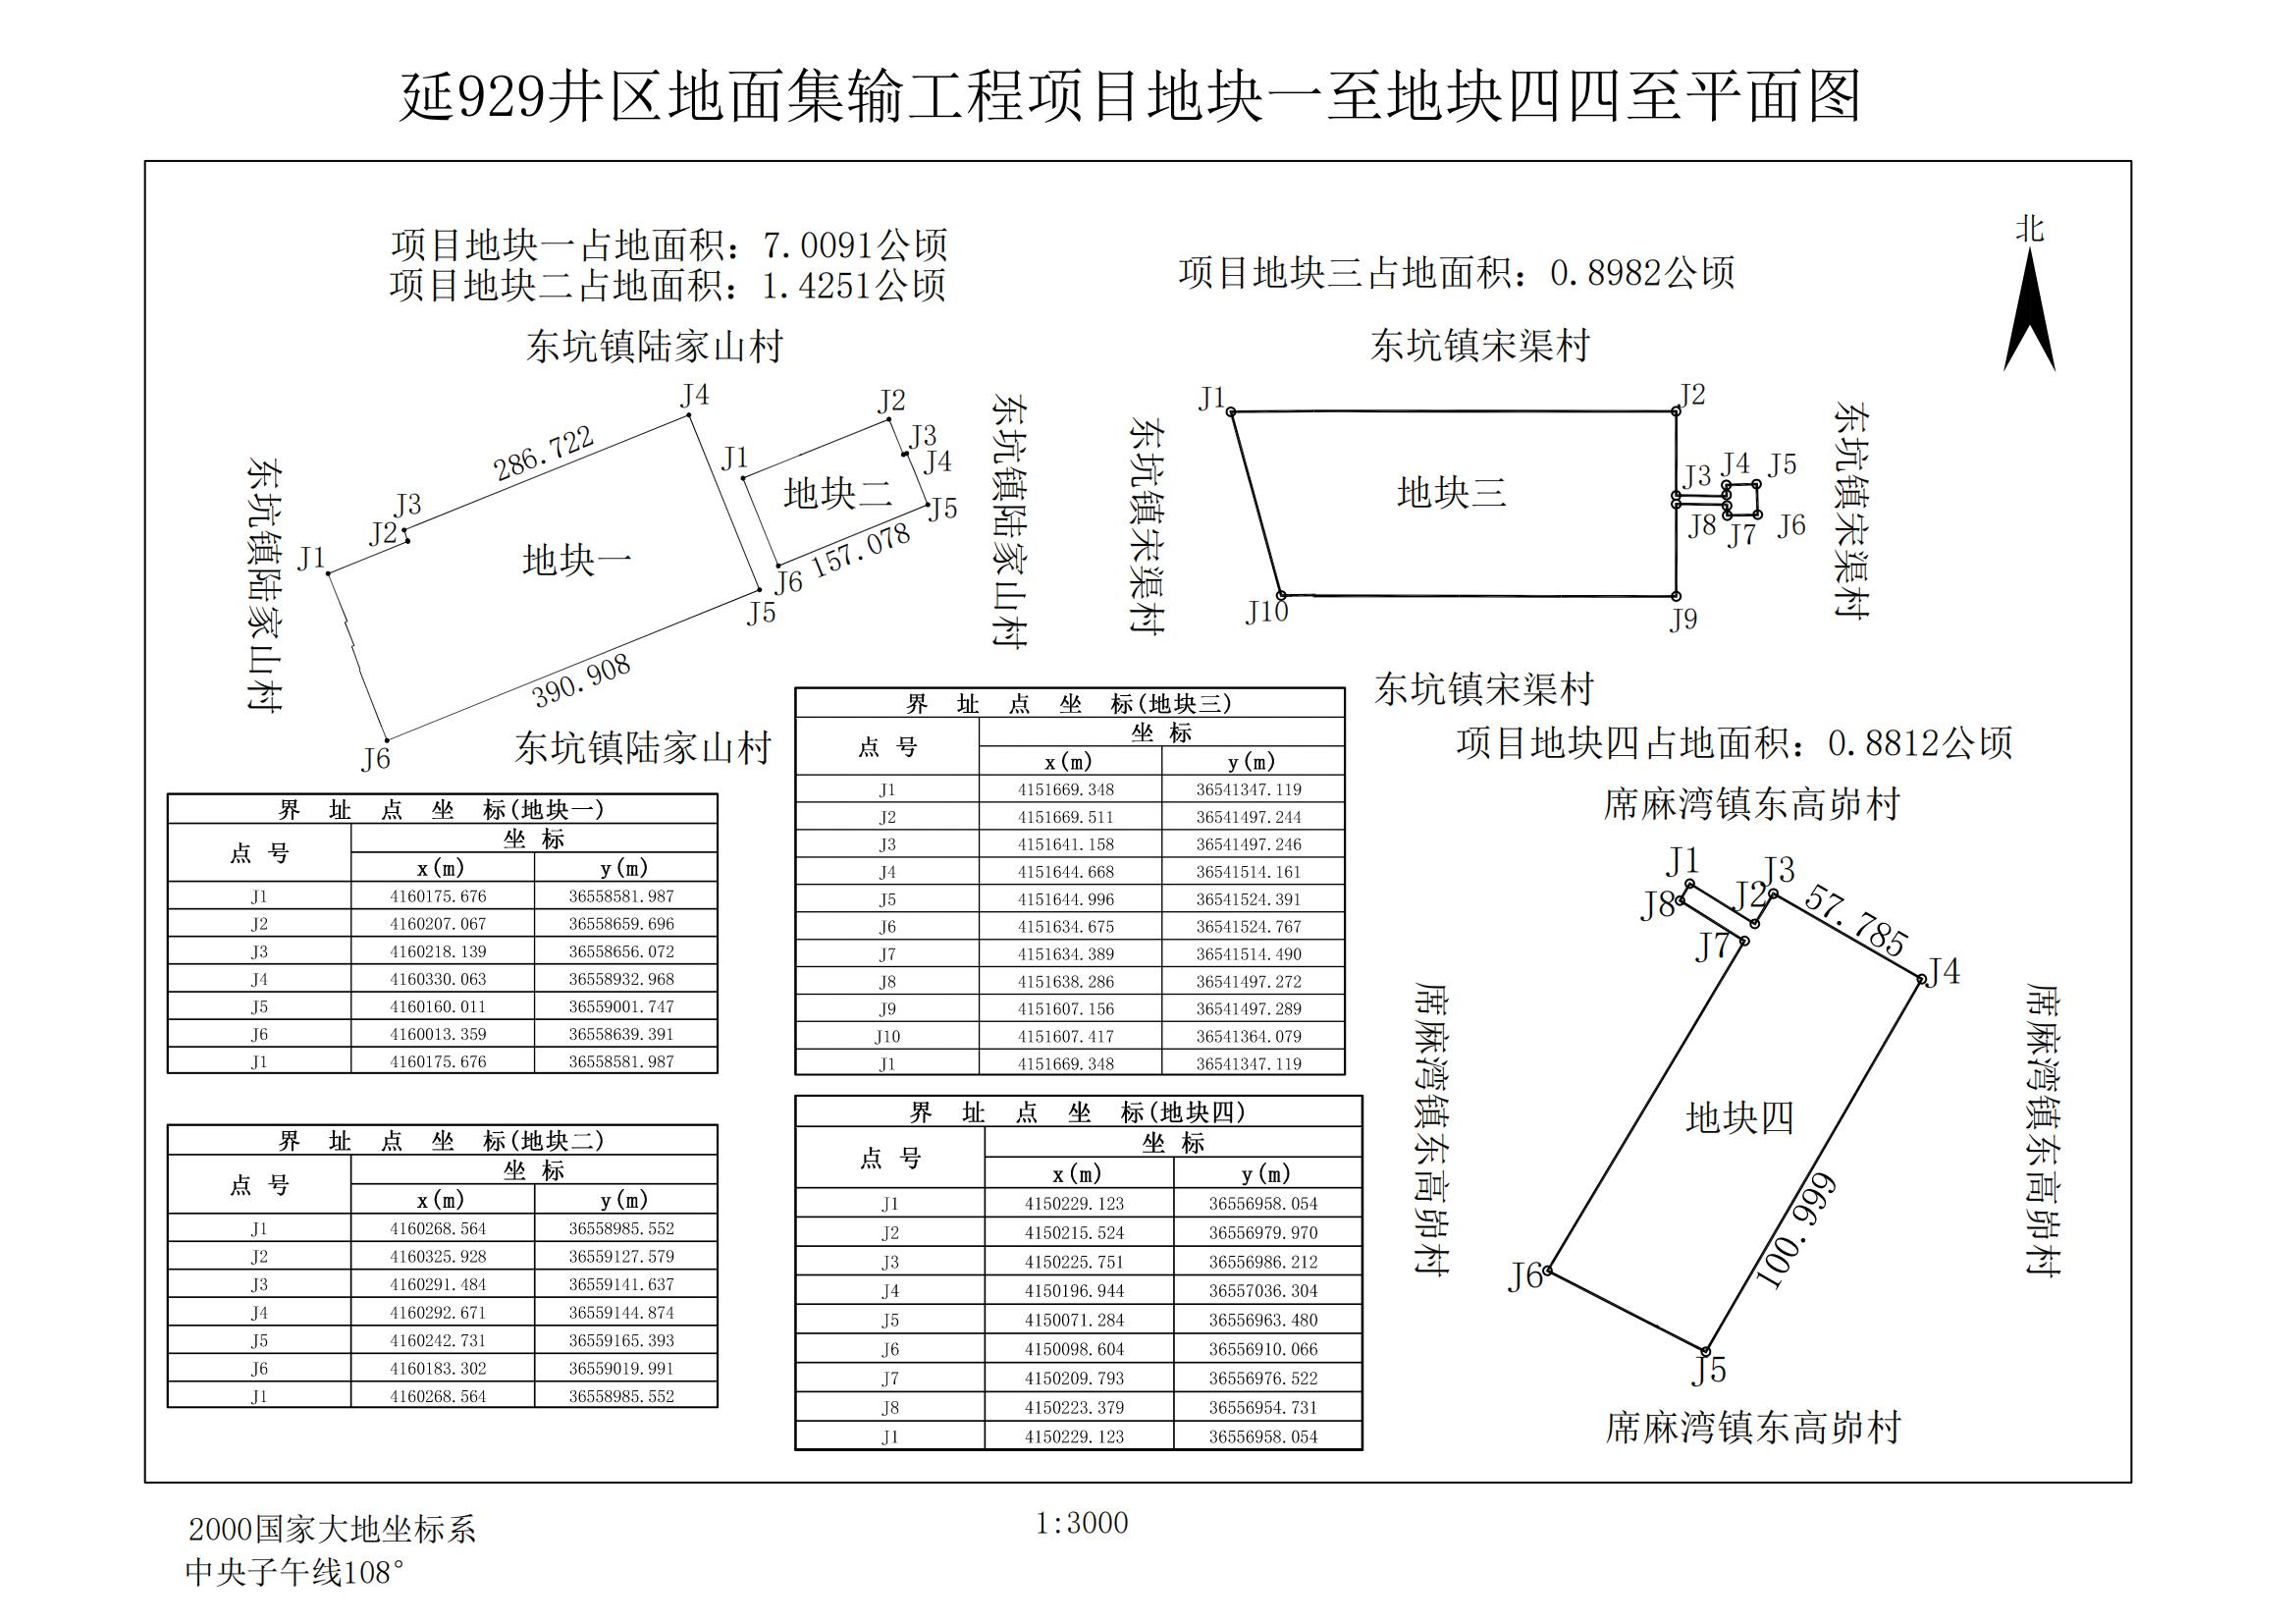 延929井区地面集输工程项目地块一至地块四四至平面图
北
项目地块一占地面积：7.0091公顷
项目地块二占地面积：1.4251公顷
东坑镇陆家山村
东坑镇陆家山村
J1
J2
J3
286.722
J4
地块一
J5
390.908
J6
东坑镇陆家山村
J1
J2
J3
J4
地块二
J5
157.078
J6
东坑镇陆家山村
项目地块三占地面积：0.8982公顷
东坑镇宋渠村
东坑镇宋渠村
J1
J2
J3
J4
J5
地块三
J8
J7
J6
J10
J9
东坑镇宋渠村
东坑镇宋渠村
项目地块四占地面积：0.8812公顷
席麻湾镇东高峁村
J1
J8
J2
J3
57.785
J7
J4
席麻湾镇东高峁村
地块四
席麻湾镇东高峁村
100.999
J6
J5
席麻湾镇东高峁村
界 址 点 坐 标(地块一)
点 号 坐 标
x(m) y(m)
J1 4160175.676 36558581.987
J2 4160207.067 36558659.696
J3 4160218.139 36558656.072
J4 4160330.063 36558932.968
J5 4160160.011 36559001.747
J6 4160013.359 36558639.391
J1 4160175.676 36558581.987
界 址 点 坐 标(地块二)
点 号 坐 标
x(m) y(m)
J1 4160268.564 36558985.552
J2 4160325.928 36559127.579
J3 4160291.484 36559141.637
J4 4160292.671 36559144.874
J5 4160242.731 36559165.393
J6 4160183.302 36559019.991
J1 4160268.564 36558985.552
界 址 点 坐 标(地块三)
点 号 坐 标
x(m) y(m)
J1 4151669.348 36541347.119
J2 4151669.511 36541497.244
J3 4151641.158 36541497.246
J4 4151644.668 36541514.161
J5 4151644.996 36541524.391
J6 4151634.675 36541524.767
J7 4151634.389 36541514.490
J8 4151638.286 36541497.272
J9 4151607.156 36541497.289
J10 4151607.417 36541364.079
J1 4151669.348 36541347.119
界 址 点 坐 标(地块四)
点 号 坐 标
x(m) y(m)
J1 4150229.123 36556958.054
J2 4150215.524 36556979.970
J3 4150225.751 36556986.212
J4 4150196.944 36557036.304
J5 4150071.284 36556963.480
J6 4150098.604 36556910.066
J7 4150209.793 36556976.522
J8 4150223.379 36556954.731
J1 4150229.123 36556958.054
2000国家大地坐标系
中央子午线108°
1:3000